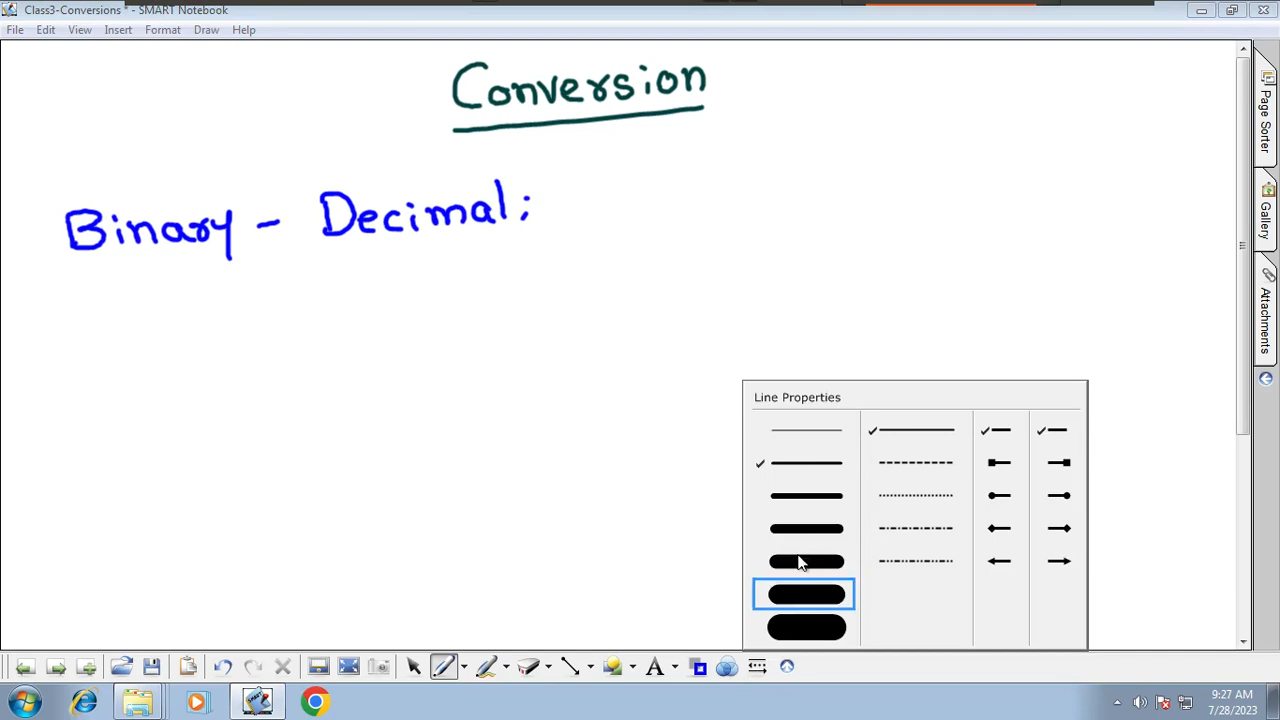 Class3-Conversions * - SMART Notebook
File Edit View Insert Format Draw Help
Conversion
Binary - Decimal;
Page Sorter
Gallery
Attachments
Line Properties
9:27 AM
7/28/2023